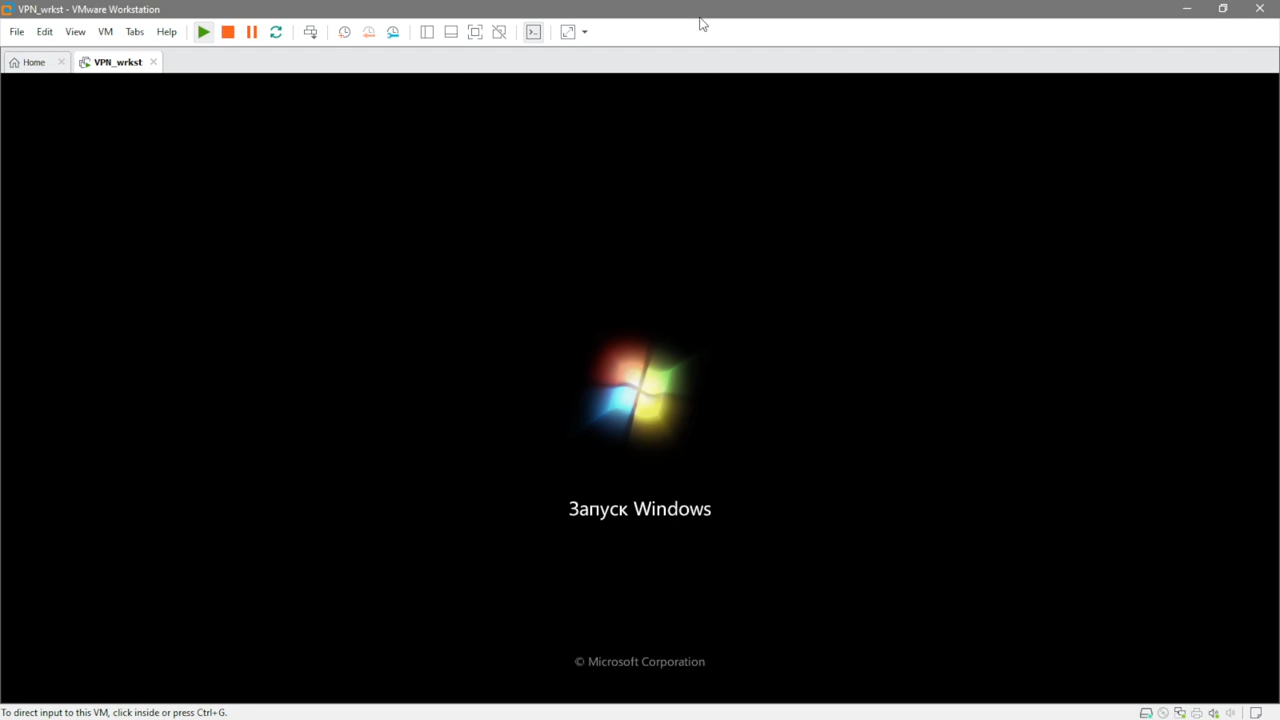 VPN_wrkst - VMware Workstation
File Edit View VM Tabs Help
Home VPN_wrkst
Запуск Windows
© Microsoft Corporation
To direct input to this VM, click inside or press Ctrl+G.